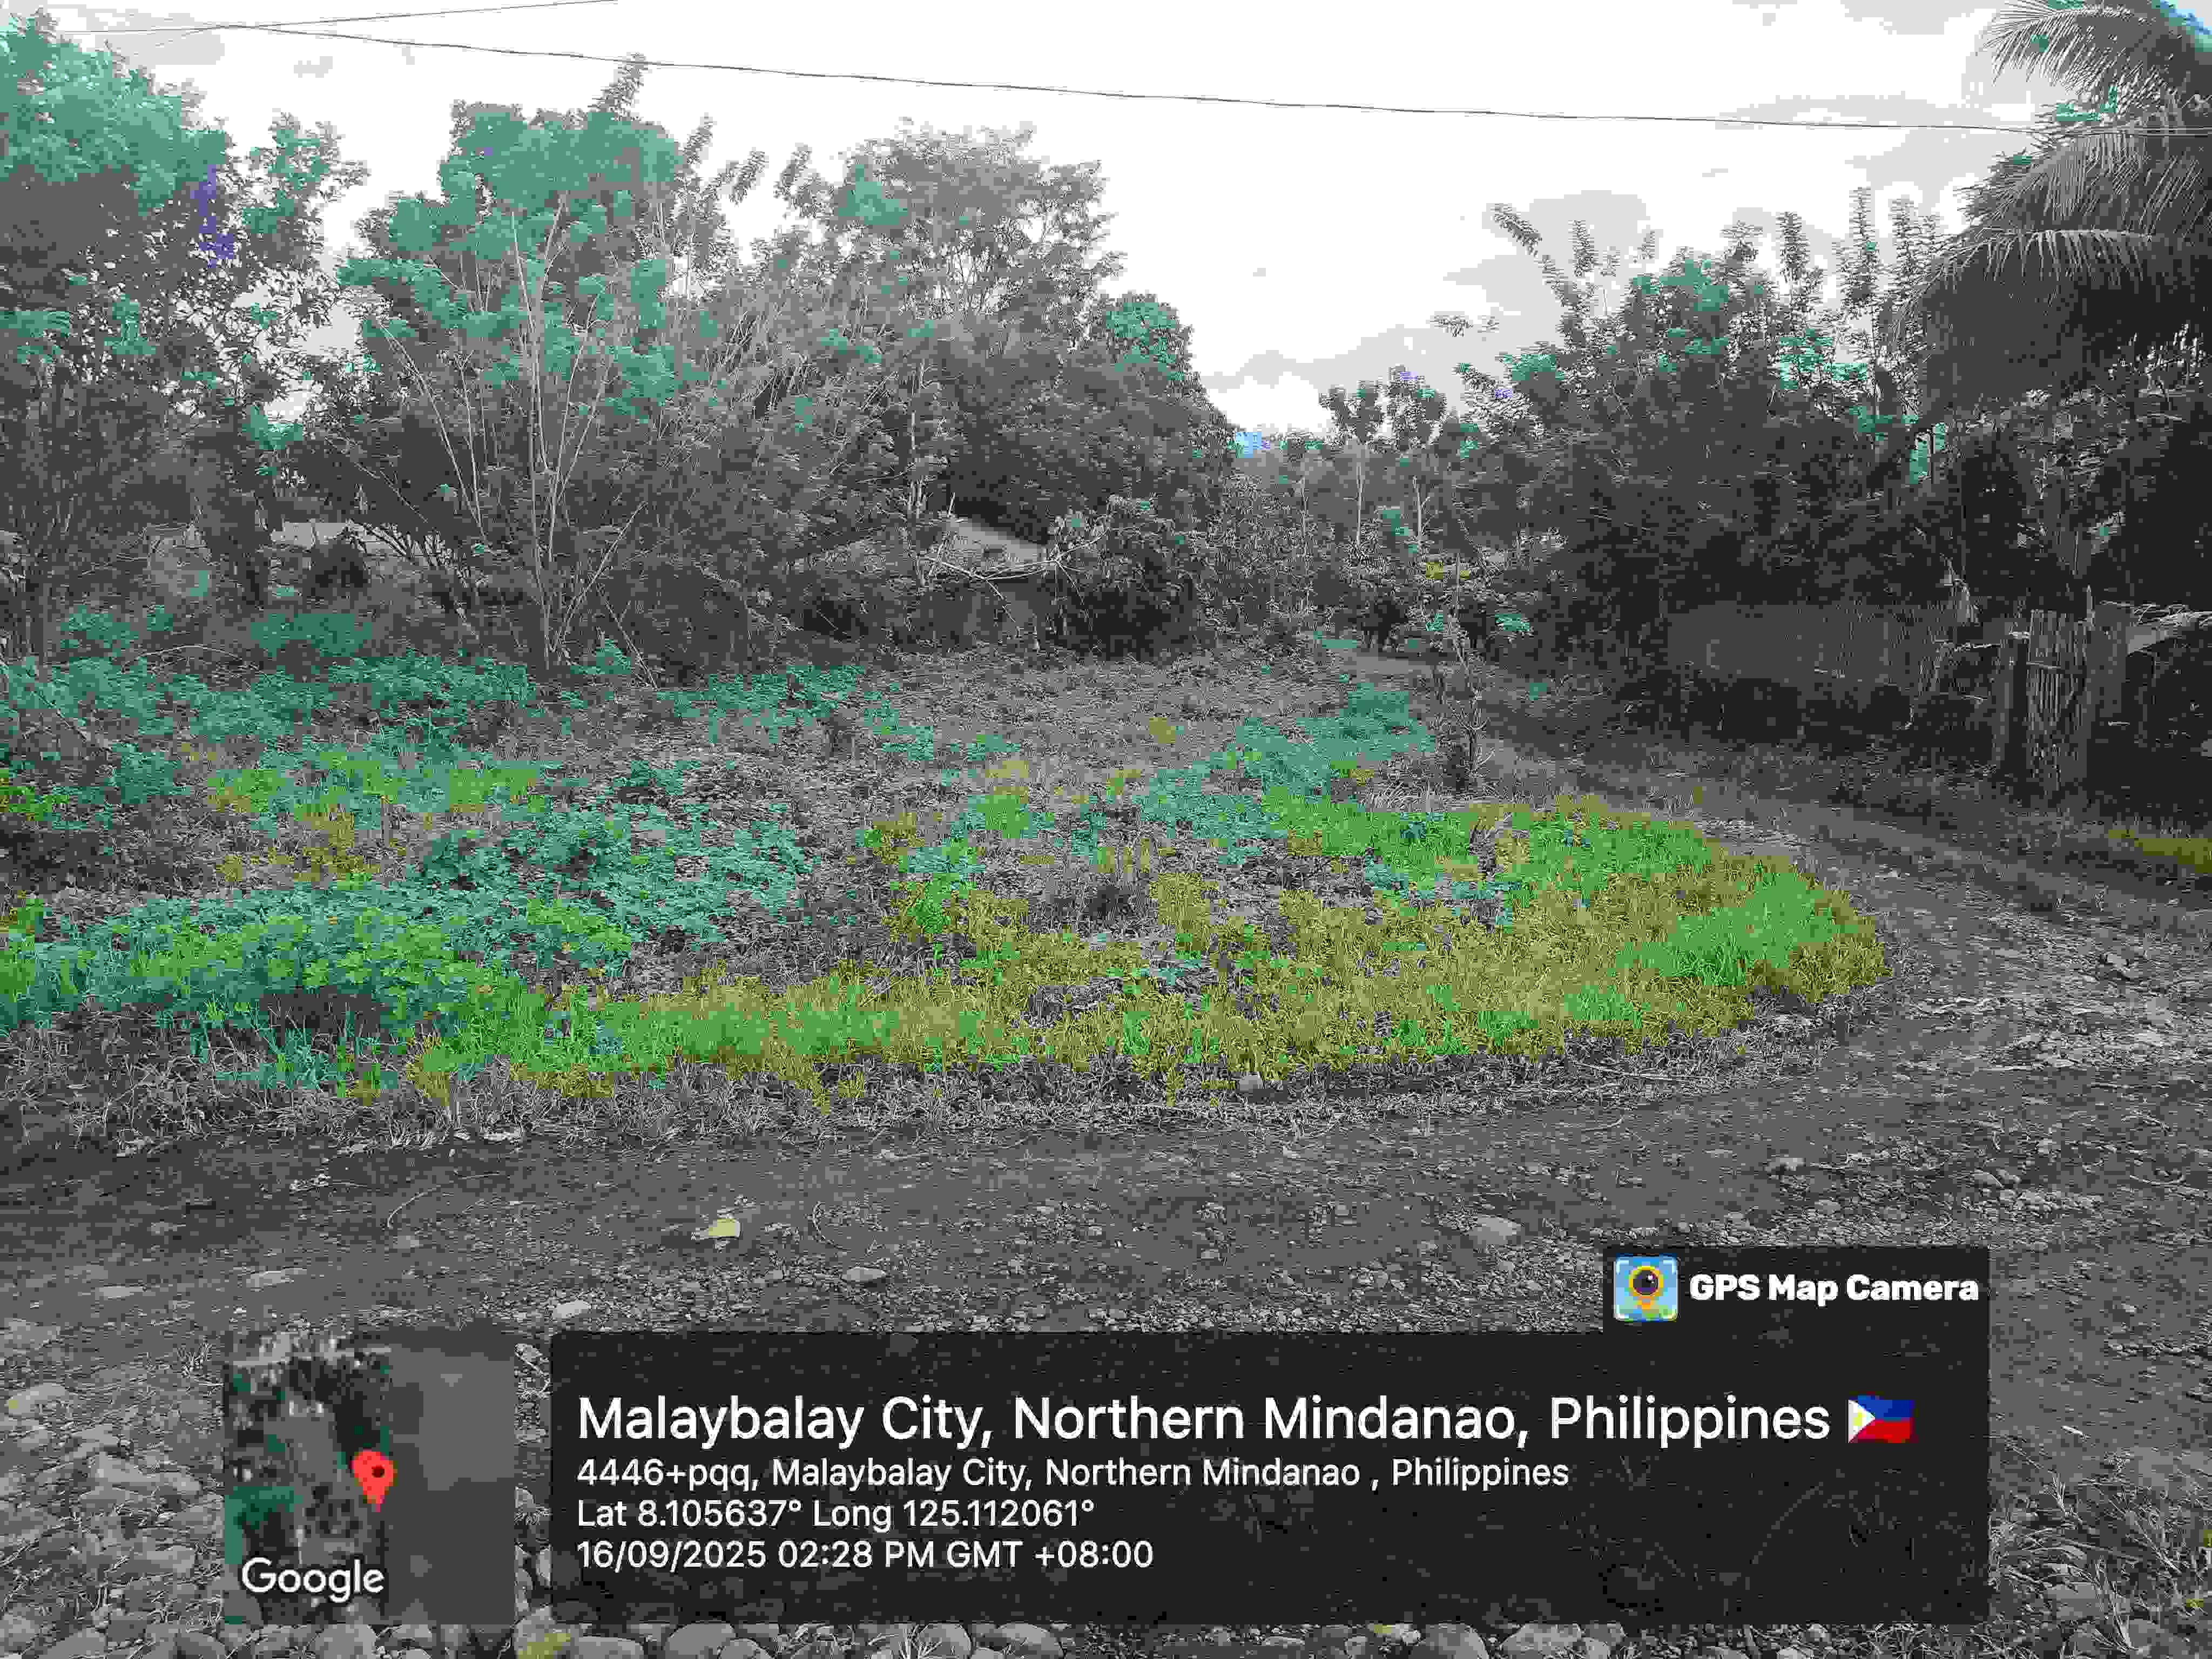 GPS Map Camera
Malaybalay City, Northern Mindanao, Philippines 🇵🇭
4446+pqq, Malaybalay City, Northern Mindanao , Philippines
Lat 8.105637° Long 125.112061°
16/09/2025 02:28 PM GMT +08:00
Google